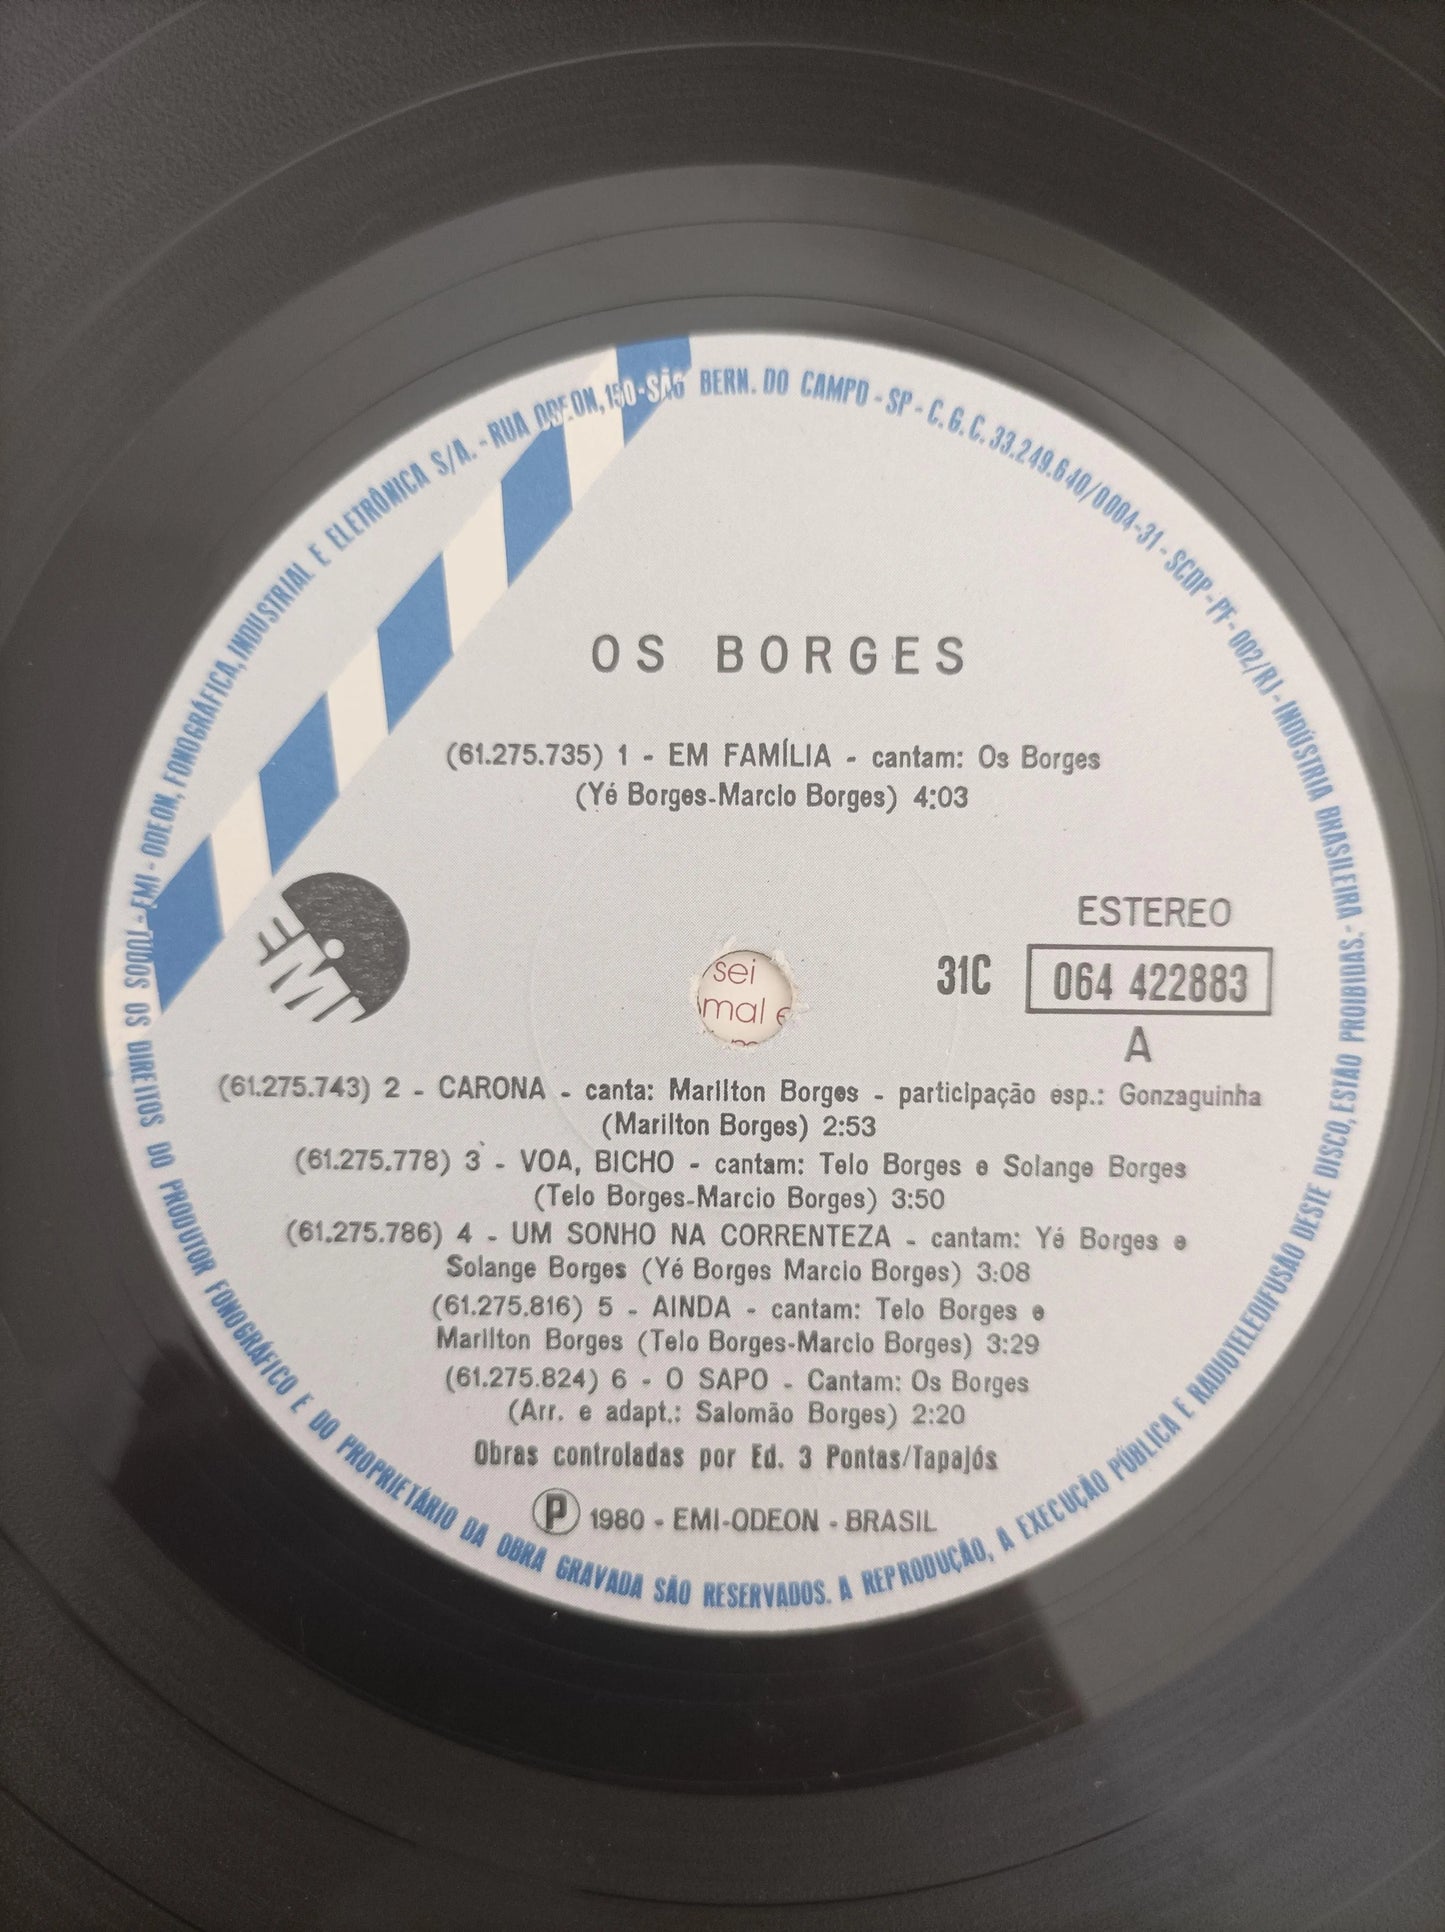 OS BORGES
(61.275.735) 1 - EM FAMÍLIA - cantam: Os Borges
(Yé Borges-Marcio Borges) 4:03
EMI
ESTEREO
31C 064 422883
A
sei
mal e
(61.275.743) 2 - CARONA - canta: Marilton Borges - participação esp.: Gonzaguinha
(Marilton Borges) 2:53
(61.275.778) 3 - VOA, BICHO - cantam: Telo Borges e Solange Borges
(Telo Borges-Marcio Borges) 3:50
(61.275.786) 4 - UM SONHO NA CORRENTEZA - cantam: Yé Borges e
Solange Borges (Yé Borges Marcio Borges) 3:08
(61.275.816) 5 - AINDA - cantam: Telo Borges e
Marilton Borges (Telo Borges-Marcio Borges) 3:29
(61.275.824) 6 - O SAPO - Cantam: Os Borges
(Arr. e adapt.: Salomão Borges) 2:20
Obras controladas por Ed. 3 Pontas/Tapajós
Ⓟ 1980 - EMI-ODEON - BRASIL
EMI - ODEON, FONOGRÁFICA, INDUSTRIAL E ELETRÔNICA S/A. - RUA ODEON, 150 - SÃO BERN. DO CAMPO - SP - C.G.C. 33.249.640/0004-31 - SCDP - PF - 002/RJ - INDÚSTRIA BRASILEIRA -
TUDOS OS DIREITOS DO PRODUTOR FONOGRÁFICO E DO PROPRIETÁRIO DA OBRA GRAVADA SÃO RESERVADOS. A REPRODUÇÃO, A EXECUÇÃO PÚBLICA E RADIOTELEDIFUSÃO DESTE DISCO, ESTÃO PROIBIDAS. -